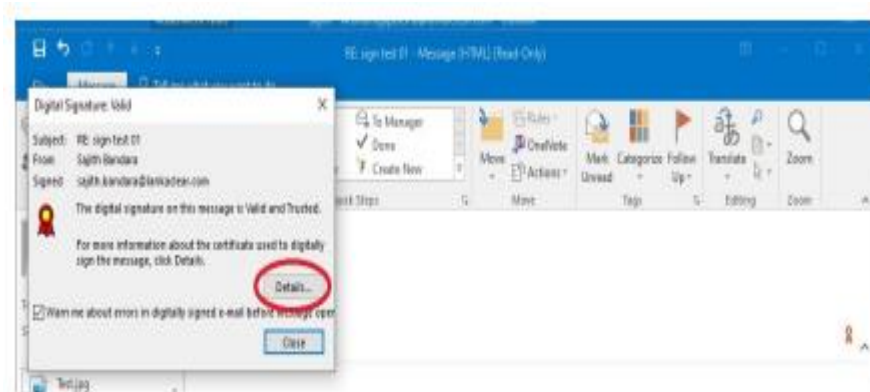 RE: sign test 01 - Message (HTML) (Read-Only)
Message
Digital Signature: Valid
Subject: RE: sign test 01
From: Sajith Bandara
Signed: sajith.bandara@lankaclear.com
The digital signature on this message is Valid and Trusted.
For more information about the certificate used to digitally
sign the message, click Details.
Details...
Warn me about errors in digitally signed e-mail before message open
Close
To Manager
Done
Create New
Steps
Move
Rules
OneNote
Actions
Move
Mark
Unread
Categorize
Follow
Up
Tags
Translate
Editing
Zoom
Zoom
Test.jpg